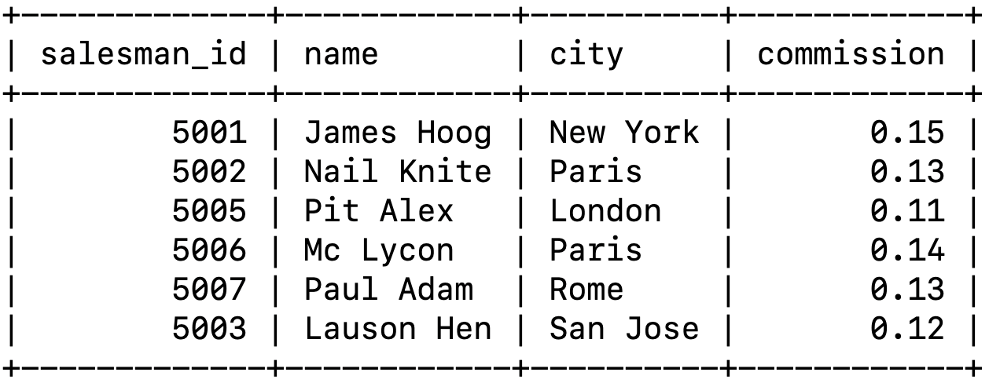 +-------------+------------+----------+------------+
| salesman_id | name       | city     | commission |
+-------------+------------+----------+------------+
|        5001 | James Hoog | New York |       0.15 |
|        5002 | Nail Knite | Paris    |       0.13 |
|        5005 | Pit Alex   | London   |       0.11 |
|        5006 | Mc Lycon   | Paris    |       0.14 |
|        5007 | Paul Adam  | Rome     |       0.13 |
|        5003 | Lauson Hen | San Jose |       0.12 |
+-------------+------------+----------+------------+